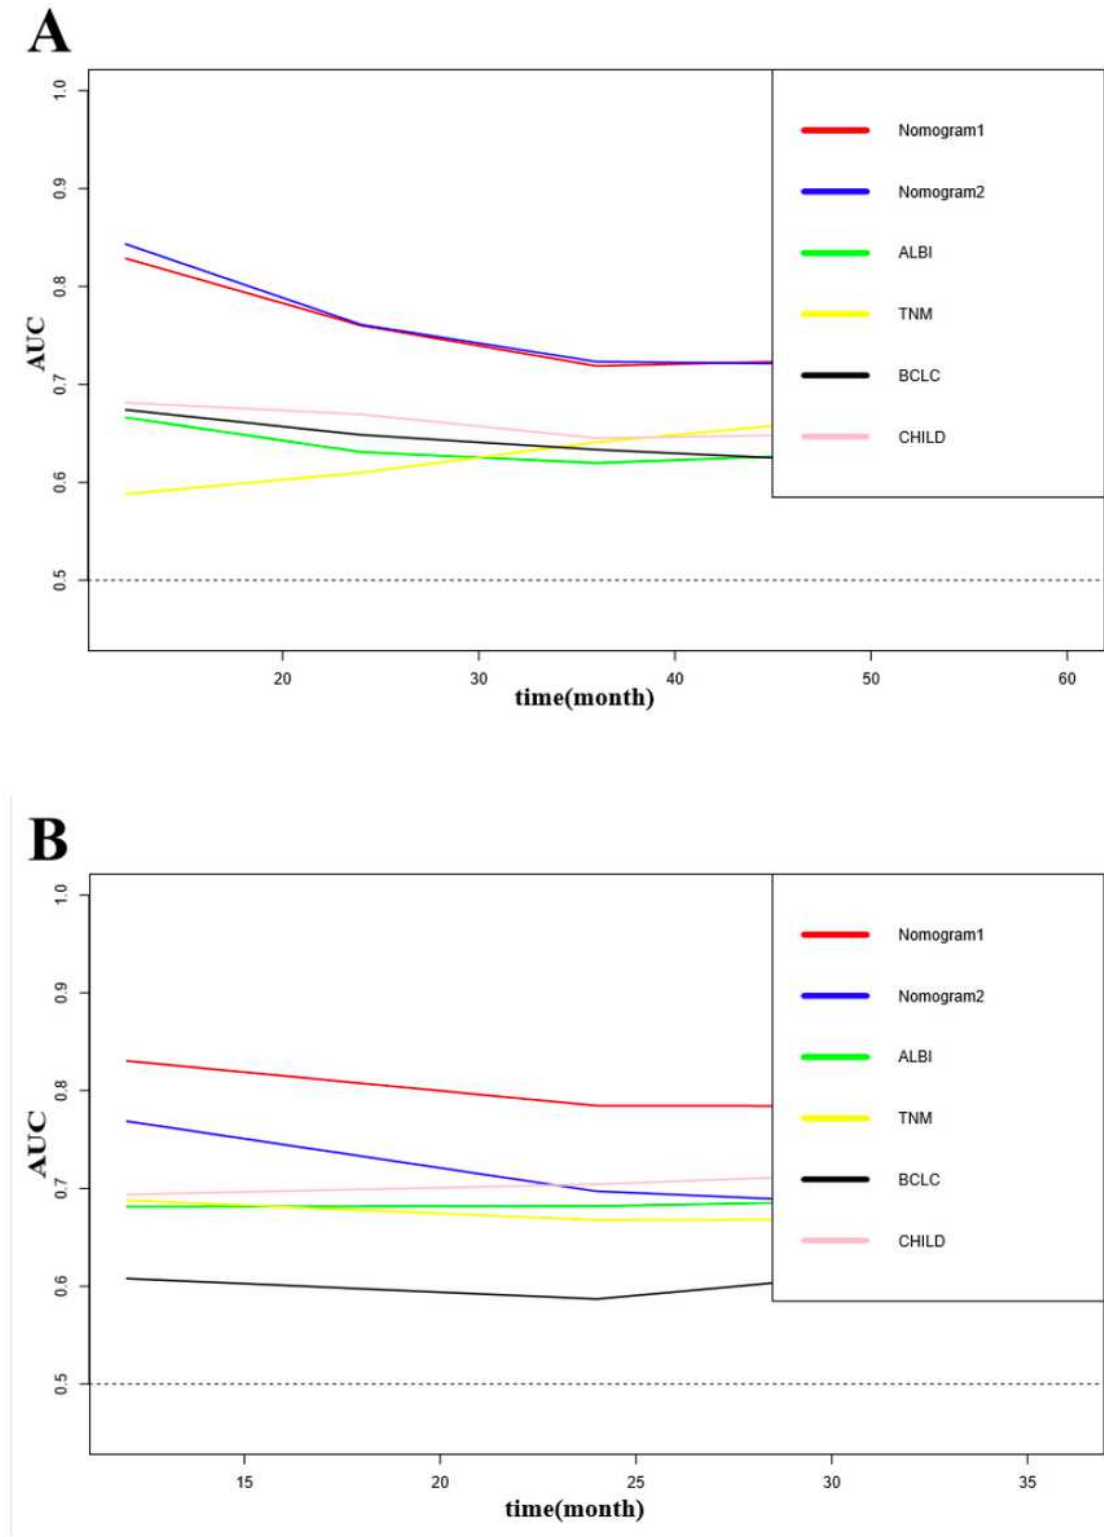 A
1.0
0.9
0.8
0.7
0.6
0.5
AUC
Nomogram1
Nomogram2
ALBI
TNM
BCLC
CHILD
20 30 40 50 60
time(month)
B
1.0
0.9
0.8
0.7
0.6
0.5
AUC
Nomogram1
Nomogram2
ALBI
TNM
BCLC
CHILD
15 20 25 30 35
time(month)